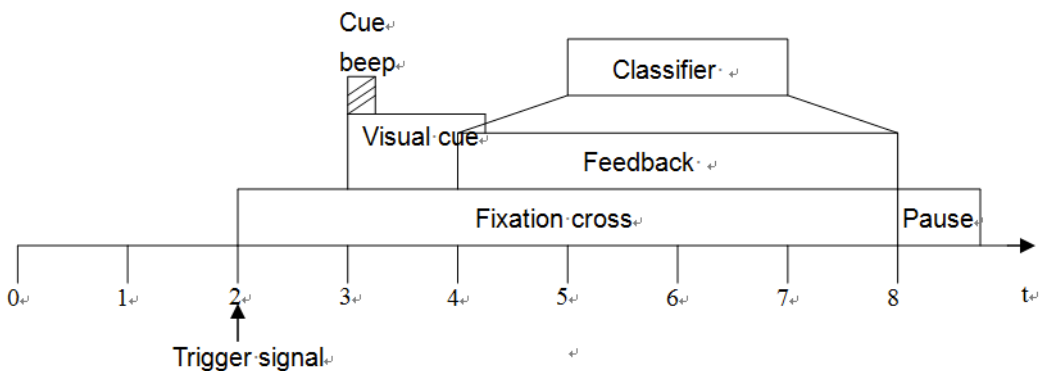 Cue
beep
Classifier
Visual cue
Feedback
Fixation cross
Pause
0
1
2
3
4
5
6
7
8
t
Trigger signal